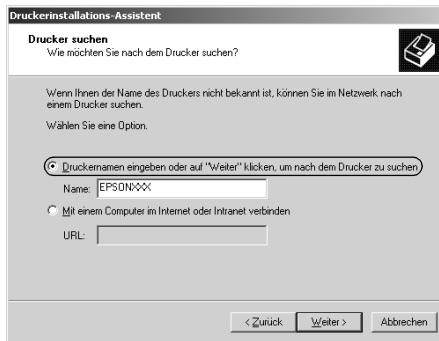 Druckerinstallations-Assistent
Drucker suchen
Wie möchten Sie nach dem Drucker suchen?
Wenn Ihnen der Name des Druckers nicht bekannt ist, können Sie im Netzwerk nach
einem Drucker suchen.
Wählen Sie eine Option.
Druckernamen eingeben oder auf "Weiter" klicken, um nach dem Drucker zu suchen
Name: EPSONXXX
Mit einem Computer im Internet oder Intranet verbinden
URL:
< Zurück Weiter > Abbrechen